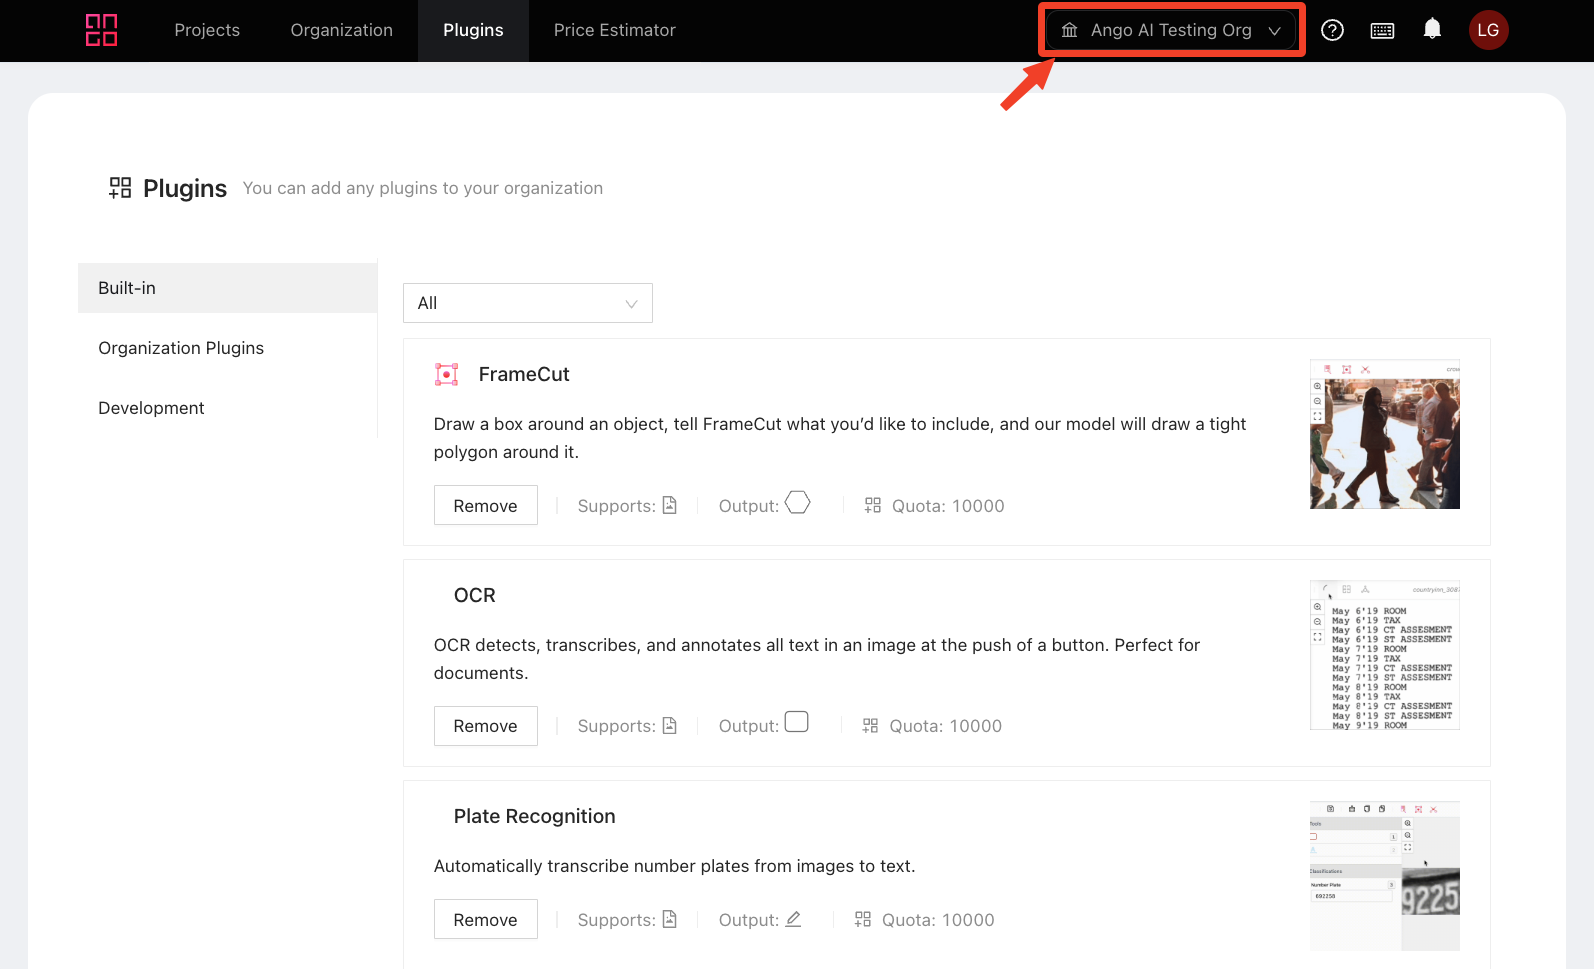 Projects
Organization
Plugins
Price Estimator
Ango AI Testing Org
LG
Plugins
You can add any plugins to your organization
Built-in
Organization Plugins
Development
All
FrameCut
Draw a box around an object, tell FrameCut what you’d like to include, and our model will draw a tight
polygon around it.
Remove
Supports:
Output:
Quota: 10000
OCR
OCR detects, transcribes, and annotates all text in an image at the push of a button. Perfect for
documents.
Remove
Supports:
Output:
Quota: 10000
May 6'19 ROOM
May 6'19 TAX
May 6'19 CT ASSESMENT
May 6'19 ST ASSESMENT
May 7'19 ROOM
May 7'19 TAX
May 7'19 CT ASSESMENT
May 7'19 ST ASSESMENT
May 8'19 ROOM
May 8'19 TAX
May 8'19 CT ASSESMENT
May 8'19 ST ASSESMENT
May 9'19 ROOM
Plate Recognition
Automatically transcribe number plates from images to text.
Remove
Supports:
Output:
Quota: 10000
Tools
1
Classifications
Number Plate
3
692258
9225